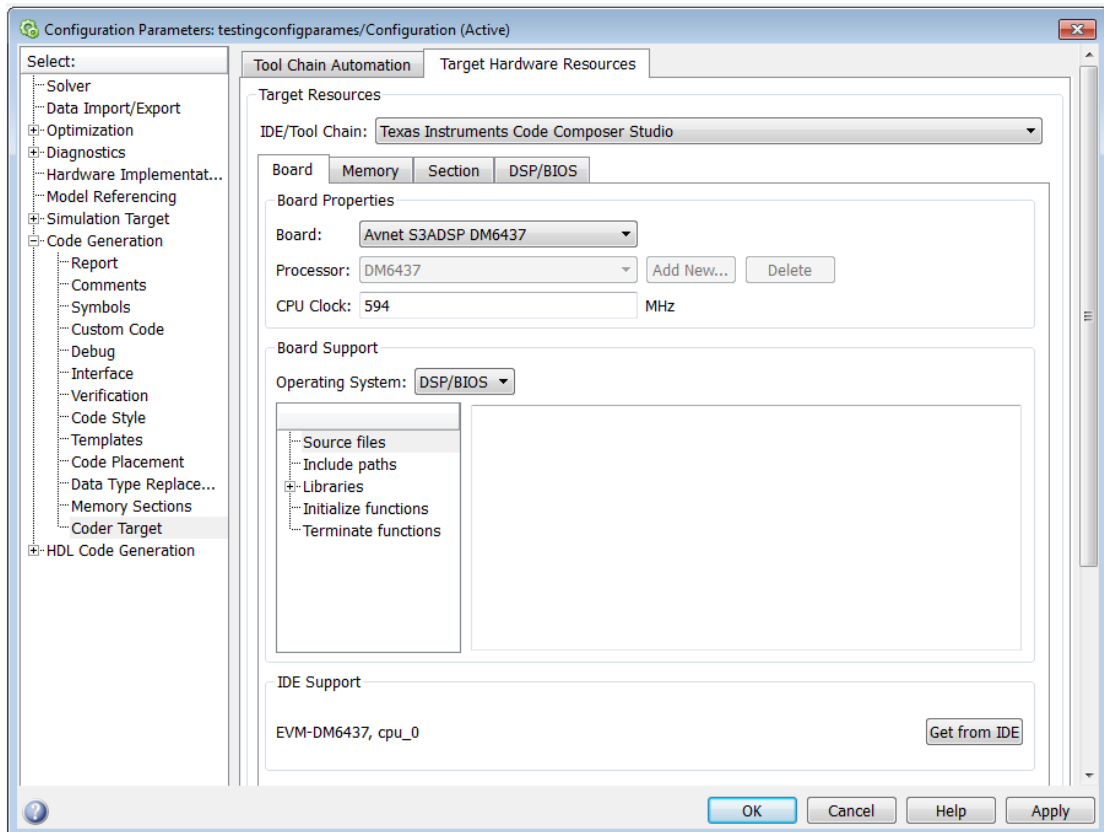 Configuration Parameters: testingconfigparames/Configuration (Active)
Select:
Solver
Data Import/Export
Optimization
Diagnostics
Hardware Implementat...
Model Referencing
Simulation Target
Code Generation
Report
Comments
Symbols
Custom Code
Debug
Interface
Verification
Code Style
Templates
Code Placement
Data Type Replace...
Memory Sections
Coder Target
HDL Code Generation
Tool Chain Automation Target Hardware Resources
Target Resources
IDE/Tool Chain: Texas Instruments Code Composer Studio
Board Memory Section DSP/BIOS
Board Properties
Board: Avnet S3ADSP DM6437
Processor: DM6437 Add New... Delete
CPU Clock: 594 MHz
Board Support
Operating System: DSP/BIOS
Source files
Include paths
Libraries
Initialize functions
Terminate functions
IDE Support
EVM-DM6437, cpu_0 Get from IDE
OK Cancel Help Apply